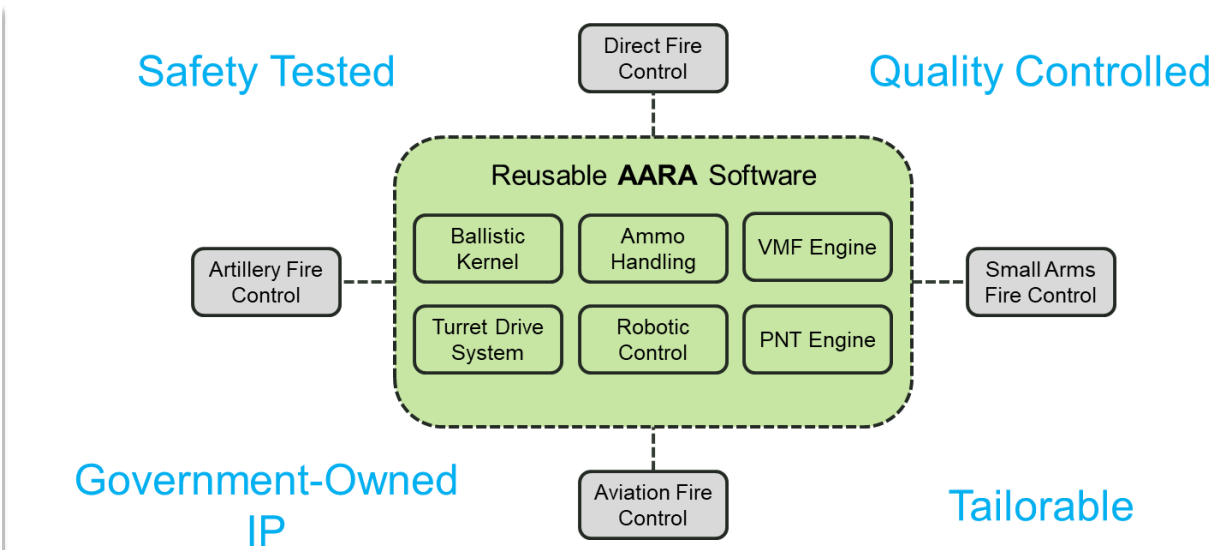 Direct Fire
Control
Safety Tested
Quality Controlled
Reusable AARA Software
Ballistic
Kernel
Ammo
Handling
VMF Engine
Artillery Fire
Control
Small Arms
Fire Control
Turret Drive
System
Robotic
Control
PNT Engine
Government-Owned
IP
Aviation Fire
Control
Tailorable